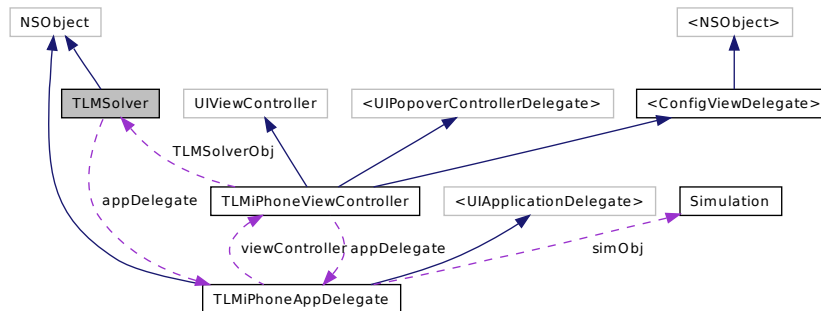 NSObject
<NSObject>
TLMSolver
UIViewController
<UIPopoverControllerDelegate>
<ConfigViewDelegate>
TLMSolverObj
appDelegate
TLMiPhoneViewController
<UIApplicationDelegate>
Simulation
viewController
appDelegate
simObj
TLMiPhoneAppDelegate